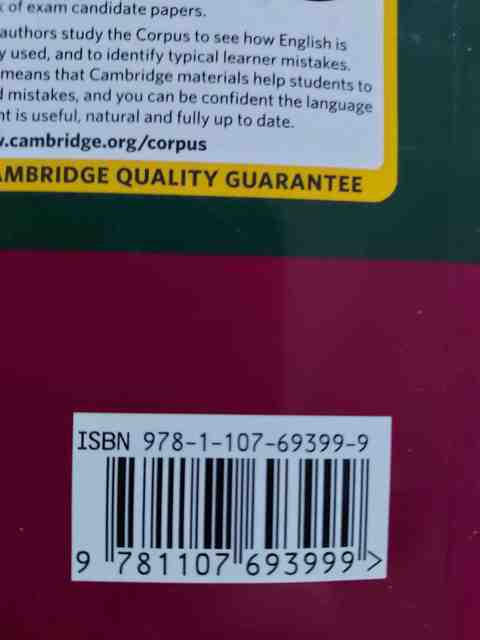 of exam candidate papers.
authors study the Corpus to see how English is
used, and to identify typical learner mistakes.
means that Cambridge materials help students to
mistakes, and you can be confident the language
is useful, natural and fully up to date.
.cambridge.org/corpus
AMBRIDGE QUALITY GUARANTEE
ISBN 978-1-107-69399-9
9 781107 693999 >